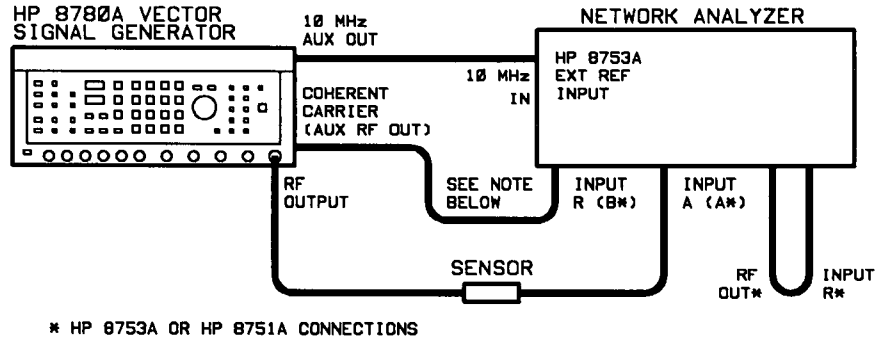 HP 8780A VECTOR
SIGNAL GENERATOR
10 MHz
AUX OUT
NETWORK ANALYZER
HP 8753A
EXT REF
INPUT
10 MHz
IN
COHERENT
CARRIER
(AUX RF OUT)
RF
OUTPUT
SEE NOTE
BELOW
INPUT
R (B*)
INPUT
A (A*)
SENSOR
RF
OUT*
INPUT
R*
* HP 8753A OR HP 8751A CONNECTIONS